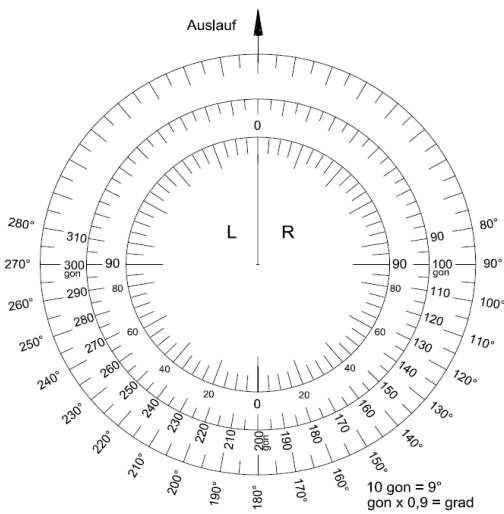 Auslauf
0
L R
280° 310 90 80°
270° 300 gon 90 90 100 gon 90°
260° 290 80 80 110 100°
250° 280 120 110°
240° 270 60 60 130 120°
230° 260 140 130°
220° 250 40 40 150 140°
210° 240 20 0 20 160 150°
200° 230 220 210 200 gon 190 180 170 160°
190° 180° 170°
10 gon = 9°
gon x 0,9 = grad